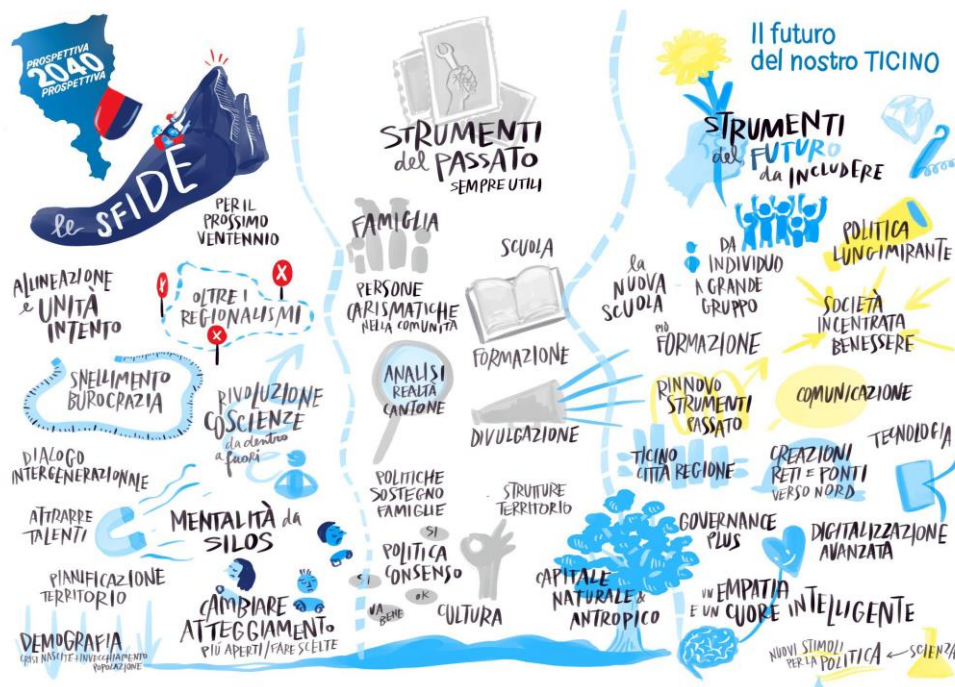 PROSPETTIVA
2040
PROSPETTIVA
le SFIDE
PER IL
PROSSIMO
VENTENNIO
ALLINEAZIONE
e UNITÀ
INTENTO
OLTRE I
REGIONALISMI
X
X
SNELLIMENTO
BUROCRAZIA
RIVOLUZIONE
COSCIENZE
da dentro
a fuori
DIALOGO
INTERGENERAZIONALE
ATTRARRE
TALENTI
MENTALITÀ da
SILOS
PIANIFICAZIONE
TERRITORIO
CAMBIARE
ATTEGGIAMENTO
PIÙ APERTI/FARE SCELTE
DEMOGRAFIA
CRISI NASCITE+INVECCHIAMENTO
POPOLAZIONE
STRUMENTI
del PASSATO
SEMPRE UTILI
FAMIGLIA
SCUOLA
PERSONE
CARISMATICHE
NELLA COMUNITÀ
FORMAZIONE
ANALISI
REALTÀ
CANTONE
DIVULGAZIONE
POLITICHE
SOSTEGNO
FAMIGLIE
STRUTTURE
TERRITORIO
SI
POLITICA
CONSENSO
SI
OK
VA
BENE
CULTURA
CAPITALE
NATURALE &
ANTROPICO
Il futuro
del nostro TICINO
STRUMENTI
del FUTURO
da INCLUDERE
la
NUOVA
SCUOLA
DA
INDIVIDUO
A GRANDE
GRUPPO
POLITICA
LUNGIMIRANTE
PIÙ
FORMAZIONE
SOCIETÀ
INCENTRATA
BENESSERE
RINNOVO
STRUMENTI
PASSATO
COMUNICAZIONE
TICINO
CITTÀ REGIONE
CREAZIONI
RETI E PONTI
VERSO NORD
TECNOLOGIA
GOVERNANCE
PLUS
DIGITALIZZAZIONE
AVANZATA
UN EMPATIA
E UN CUORE INTELLIGENTE
NUOVI STIMOLI
PER LA POLITICA ← SCIENZA